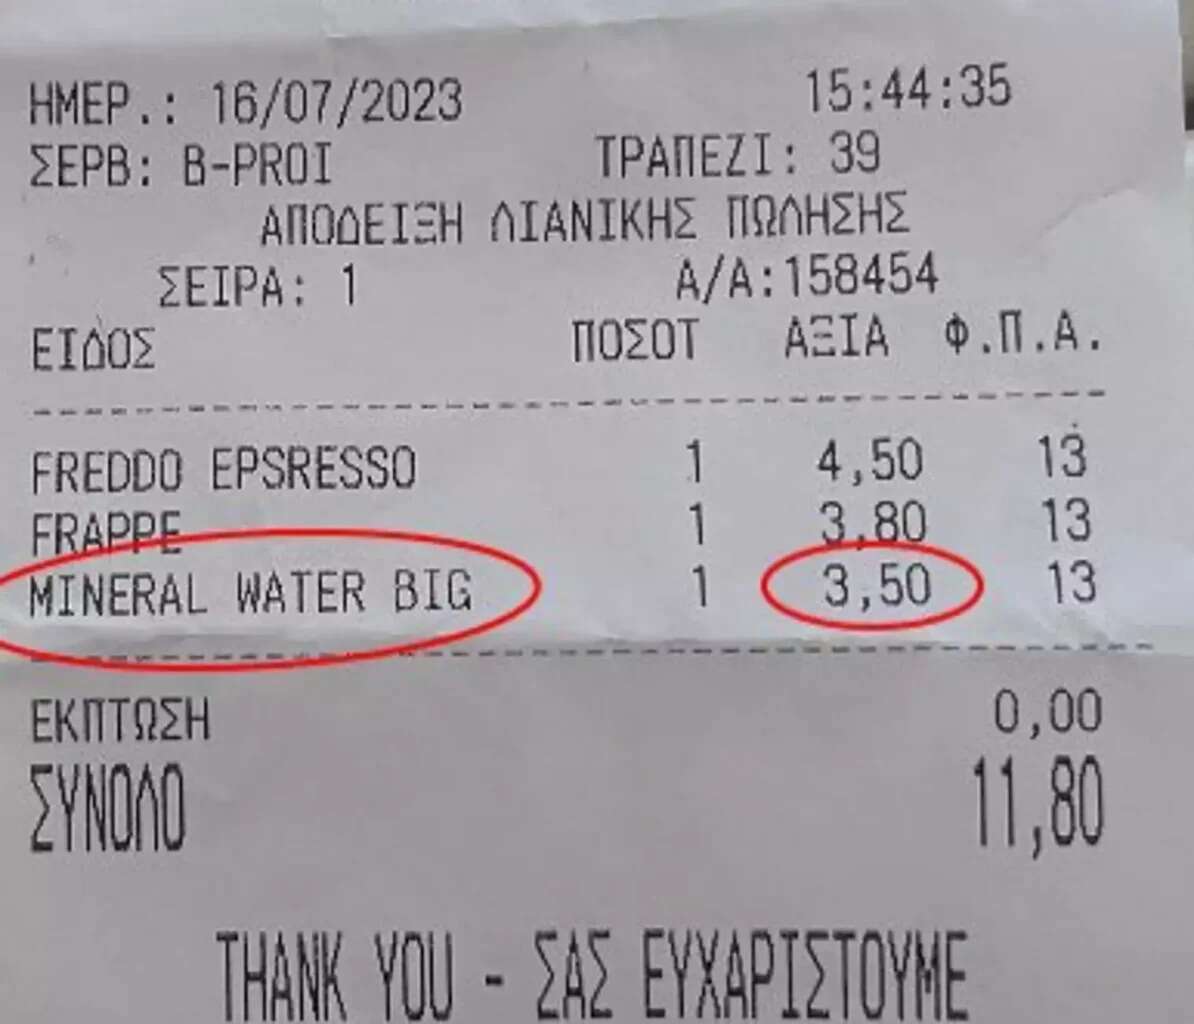 ΗΜΕΡ.: 16/07/2023 15:44:35
ΣΕΡΒ: B-PROI ΤΡΑΠΕΖΙ: 39
ΑΠΟΔΕΙΞΗ ΛΙΑΝΙΚΗΣ ΠΩΛΗΣΗΣ
ΣΕΙΡΑ: 1 Α/Α:158454
ΕΙΔΟΣ ΠΟΣΟΤ ΑΞΙΑ Φ.Π.Α.
FREDDO EPSRESSO 1 4,50 13
FRAPPE 1 3,80 13
MINERAL WATER BIG 1 3,50 13
ΕΚΠΤΩΣΗ 0,00
ΣΥΝΟΛΟ 11,80
THANK YOU - ΣΑΣ ΕΥΧΑΡΙΣΤΟΥΜΕ